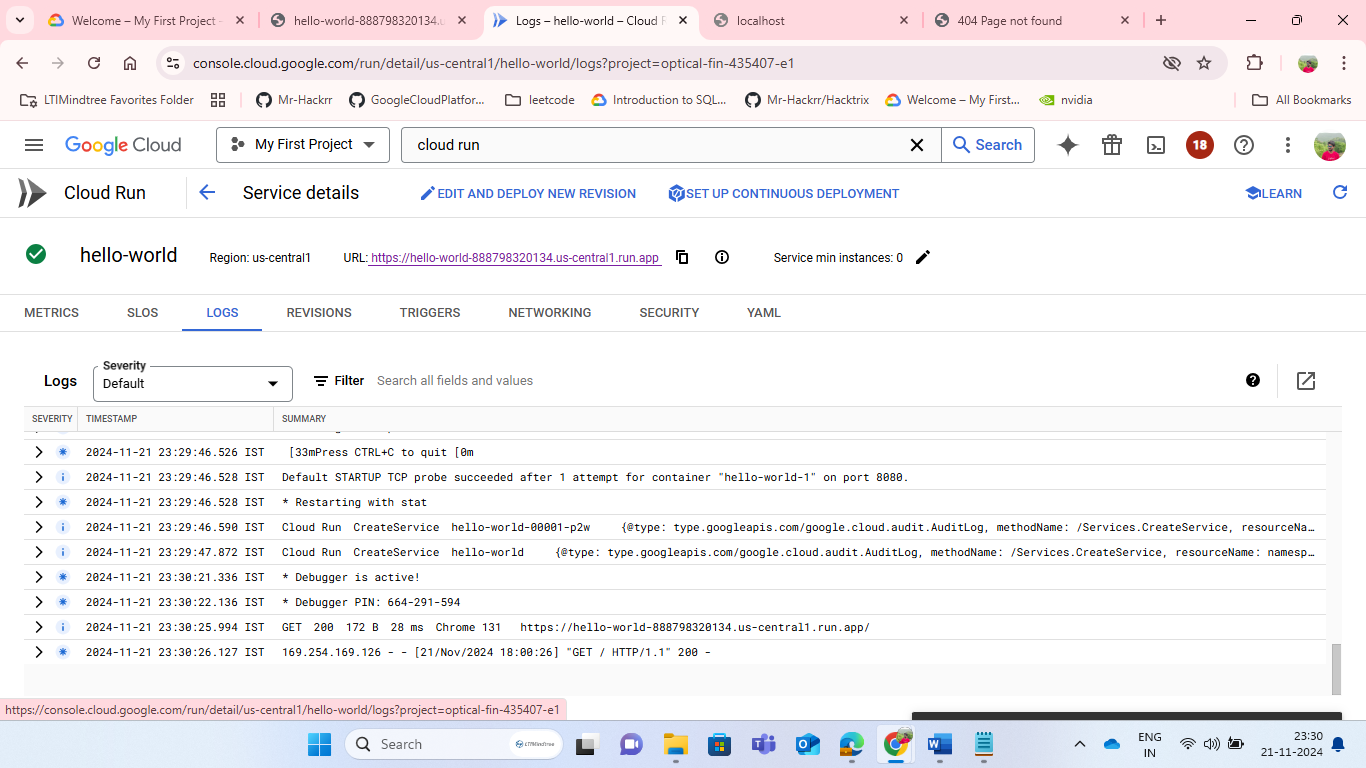 Welcome – My First Project -
hello-world-888798320134.u
Logs – hello-world – Cloud R
localhost
404 Page not found
console.cloud.google.com/run/detail/us-central1/hello-world/logs?project=optical-fin-435407-e1
LTIMindtree Favorites Folder
Mr-Hackrr
GoogleCloudPlatfor...
leetcode
Introduction to SQL...
Mr-Hackrr/Hacktrix
Welcome – My First...
nvidia
All Bookmarks
Google Cloud
My First Project
cloud run
Search
18
Cloud Run
Service details
EDIT AND DEPLOY NEW REVISION
SET UP CONTINUOUS DEPLOYMENT
LEARN
hello-world
Region: us-central1
URL: https://hello-world-888798320134.us-central1.run.app
Service min instances: 0
METRICS
SLOS
LOGS
REVISIONS
TRIGGERS
NETWORKING
SECURITY
YAML
Logs
Severity
Default
Filter
Search all fields and values
SEVERITY
TIMESTAMP
SUMMARY
2024-11-21 23:29:46.526 IST [33mPress CTRL+C to quit [0m
2024-11-21 23:29:46.528 IST Default STARTUP TCP probe succeeded after 1 attempt for container "hello-world-1" on port 8080.
2024-11-21 23:29:46.528 IST * Restarting with stat
2024-11-21 23:29:46.590 IST Cloud Run CreateService hello-world-00001-p2w {@type: type.googleapis.com/google.cloud.audit.AuditLog, methodName: /Services.CreateService, resourceNa…
2024-11-21 23:29:47.872 IST Cloud Run CreateService hello-world {@type: type.googleapis.com/google.cloud.audit.AuditLog, methodName: /Services.CreateService, resourceName: namesp…
2024-11-21 23:30:21.336 IST * Debugger is active!
2024-11-21 23:30:22.136 IST * Debugger PIN: 664-291-594
2024-11-21 23:30:25.994 IST GET 200 172 B 28 ms Chrome 131 https://hello-world-888798320134.us-central1.run.app/
2024-11-21 23:30:26.127 IST 169.254.169.126 - - [21/Nov/2024 18:00:26] "GET / HTTP/1.1" 200 -
https://console.cloud.google.com/run/detail/us-central1/hello-world/logs?project=optical-fin-435407-e1
Search
LTIMindtree
ENG
IN
23:30
21-11-2024